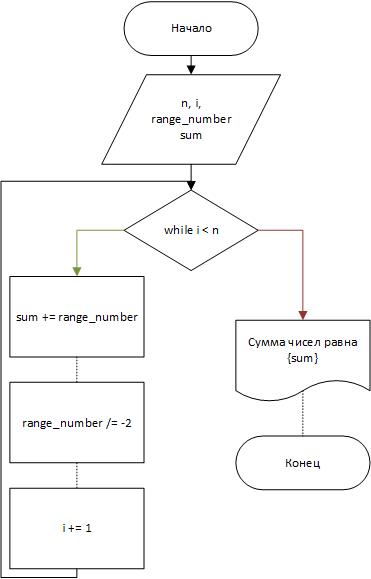 Начало
n, i,
range_number
sum
while i < n
sum += range_number
range_number /= -2
i += 1
Сумма чисел равна
{sum}
Конец